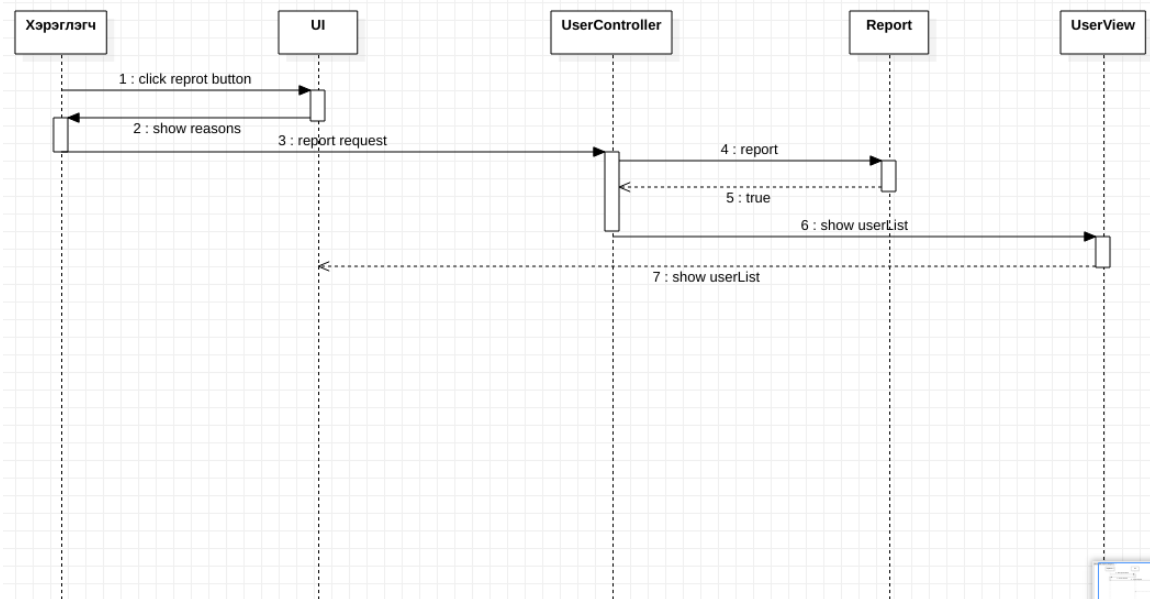 Хэрэглэгч
UI
UserController
Report
UserView
1 : click reprot button
2 : show reasons
3 : report request
4 : report
5 : true
6 : show userList
7 : show userList